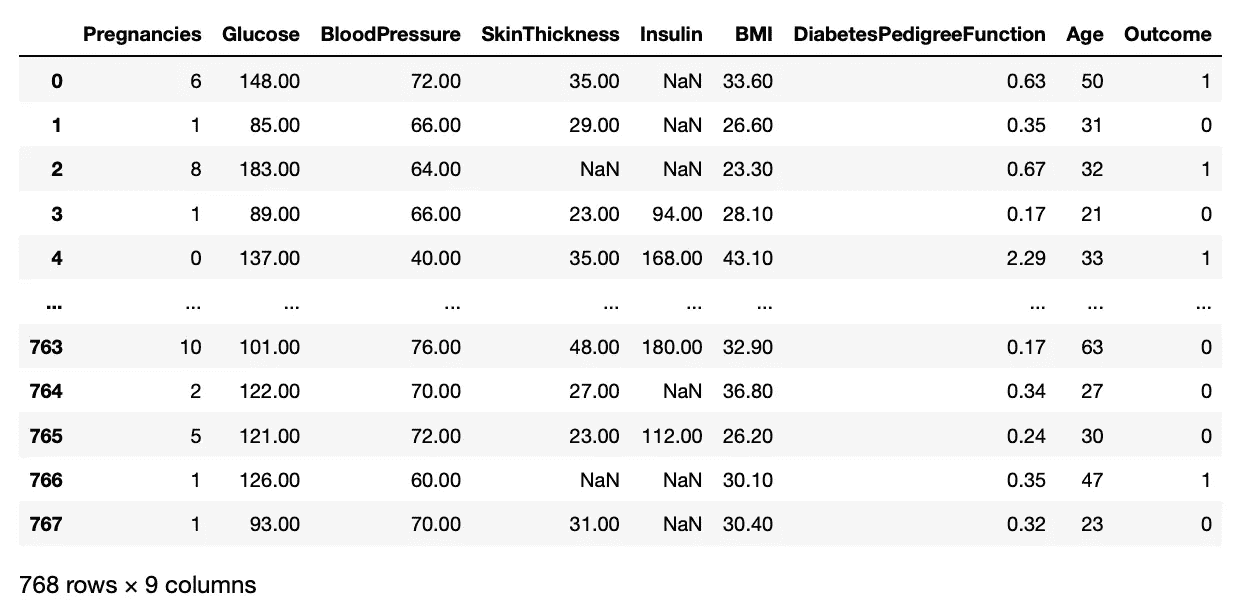 Pregnancies Glucose BloodPressure SkinThickness Insulin BMI DiabetesPedigreeFunction Age Outcome
0 6 148.00 72.00 35.00 NaN 33.60 0.63 50 1
1 1 85.00 66.00 29.00 NaN 26.60 0.35 31 0
2 8 183.00 64.00 NaN NaN 23.30 0.67 32 1
3 1 89.00 66.00 23.00 94.00 28.10 0.17 21 0
4 0 137.00 40.00 35.00 168.00 43.10 2.29 33 1
... ... ... ... ... ... ... ... ... ...
763 10 101.00 76.00 48.00 180.00 32.90 0.17 63 0
764 2 122.00 70.00 27.00 NaN 36.80 0.34 27 0
765 5 121.00 72.00 23.00 112.00 26.20 0.24 30 0
766 1 126.00 60.00 NaN NaN 30.10 0.35 47 1
767 1 93.00 70.00 31.00 NaN 30.40 0.32 23 0
768 rows × 9 columns